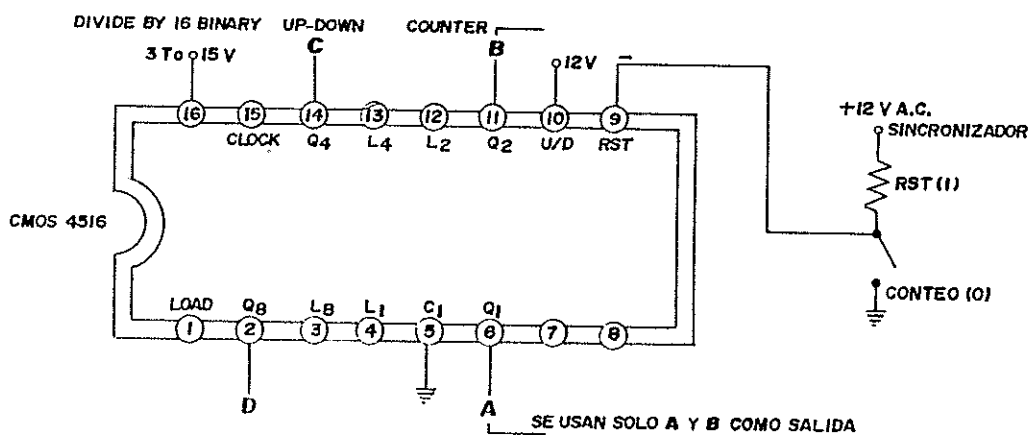 DIVIDE BY 16 BINARY UP-DOWN COUNTER
C
B
3 To 15 V
12V
16 15 14 13 12 11 10 9
CLOCK Q4 L4 L2 Q2 U/D RST
+12 V A.C.
SINCRONIZADOR
RST (1)
CMOS 4516
CONTEO (0)
LOAD Q8 L8 L1 C1 Q1
1 2 3 4 5 6 7 8
D
A
SE USAN SOLO A Y B COMO SALIDA